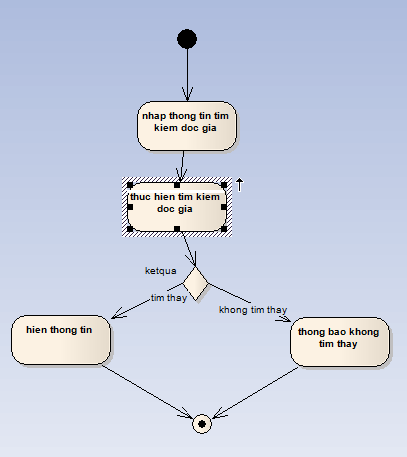 nhap thong tin tim
kiem doc gia
thuc hien tim kiem
doc gia
ketqua
tim thay
khong tim thay
hien thong tin
thong bao khong
tim thay